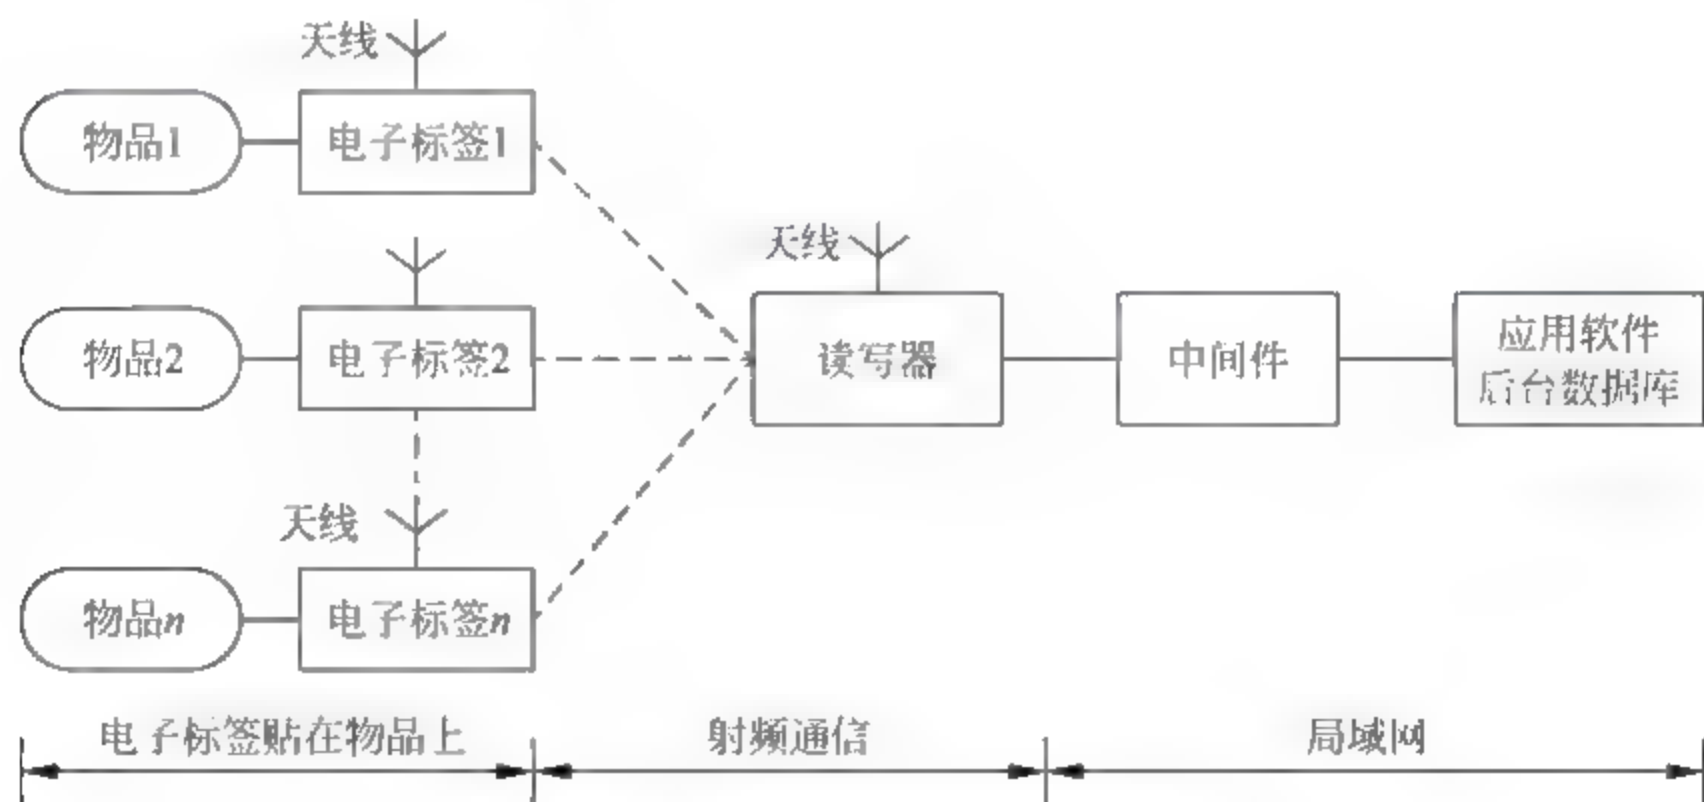 天线
物品1
电子标签1
天线
物品2
电子标签2
读写器
中间件
应用软件
后台数据库
天线
物品n
电子标签n
电子标签贴在物品上
射频通信
局域网